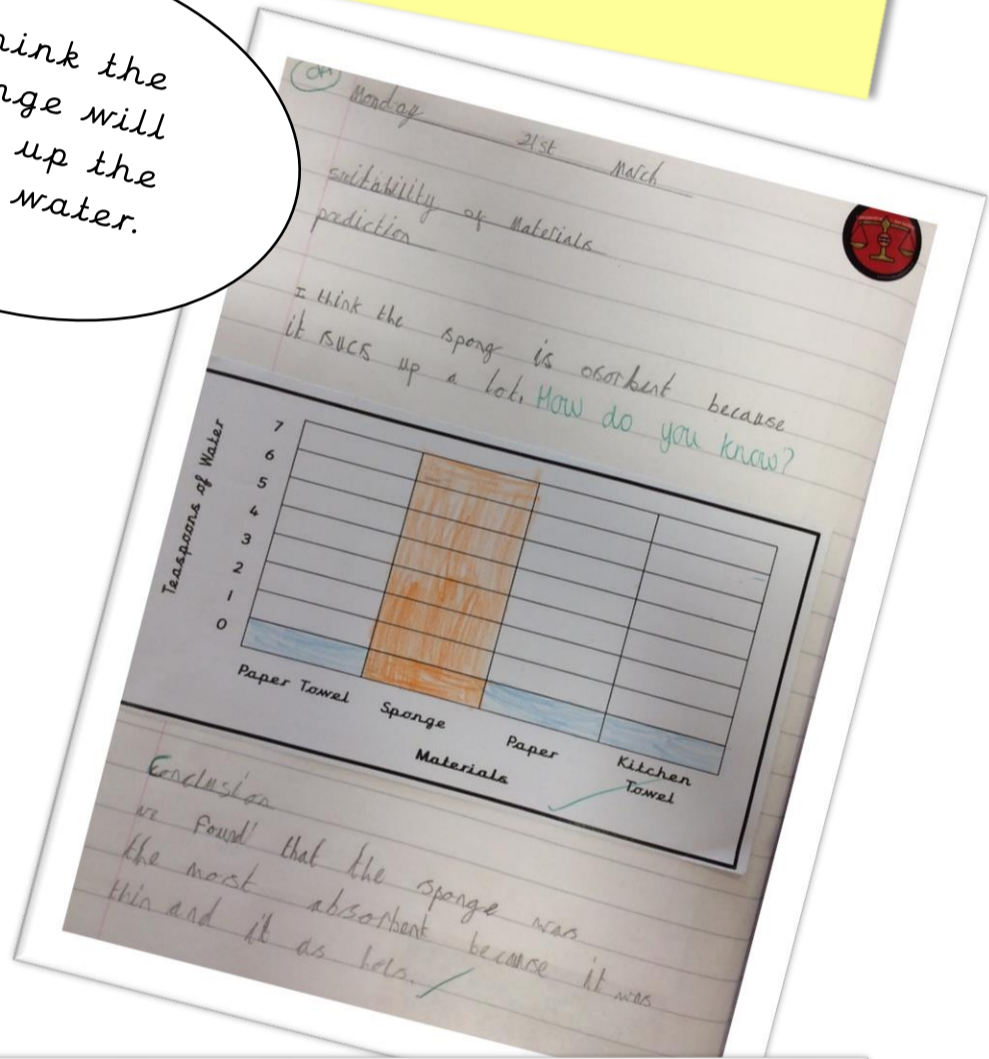 hink the
nge will
up the
water.
Monday 21st March
suitability of Materials
prediction
I think the spong is osorbent because
it sucs up a lot. How do you know?
Teaspoons of Water
7
6
5
4
3
2
1
0
Paper Towel
Sponge
Paper
Kitchen
Towel
Materials
Conclusion
we found that the sponge was
the most absorbent because it was
thin and it as hols.